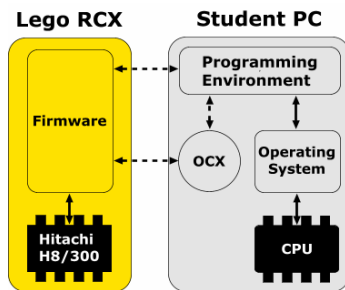 Lego RCX
Student PC
Programming
Environment
Firmware
OCX
Operating
System
Hitachi
H8/300
CPU